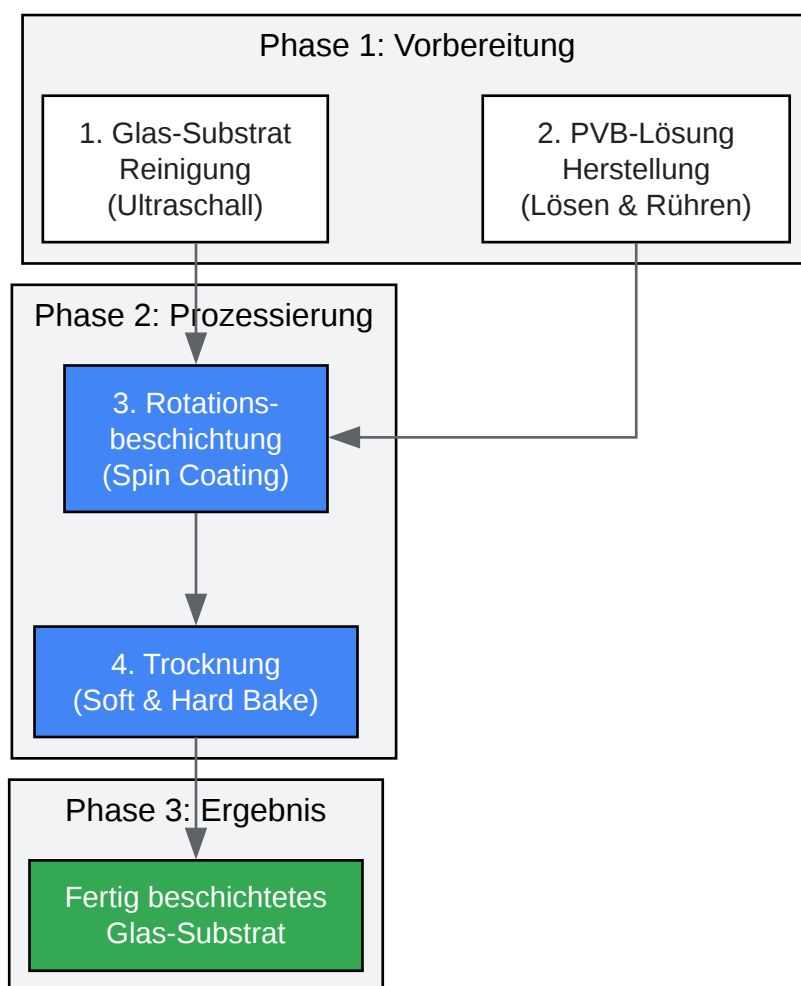 Phase 1: Vorbereitung
1. Glas-Substrat
Reinigung
(Ultraschall)
2. PVB-Lösung
Herstellung
(Lösen & Rühren)
Phase 2: Prozessierung
3. Rotations-
beschichtung
(Spin Coating)
4. Trocknung
(Soft & Hard Bake)
Phase 3: Ergebnis
Fertig beschichtetes
Glas-Substrat